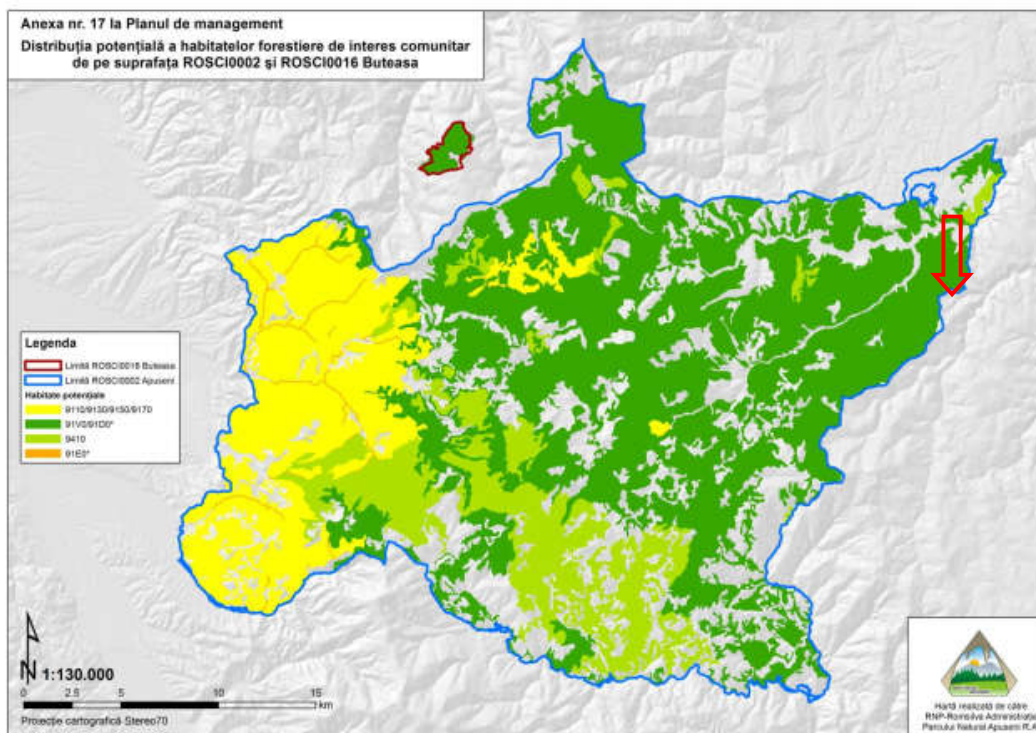 Anexa nr. 17 la Planul de management
Distribuția potențială a habitatelor forestiere de interes comunitar
de pe suprafața ROSCI0002 și ROSCI0016 Buteasa
Legenda
Limită ROSCI0016 Buteasa
Limită ROSCI0002 Apuseni
Habitate potențiale
9110/9130/9150/9170
91V0/91D0*
9410
91E0*
N 1:130.000
0 2.5 5 10 15
km
Proiecție cartografică Stereo70
Hartă realizată de către
RNP-Romsilva Administrația
Parcului Natural Apuseni R.A.